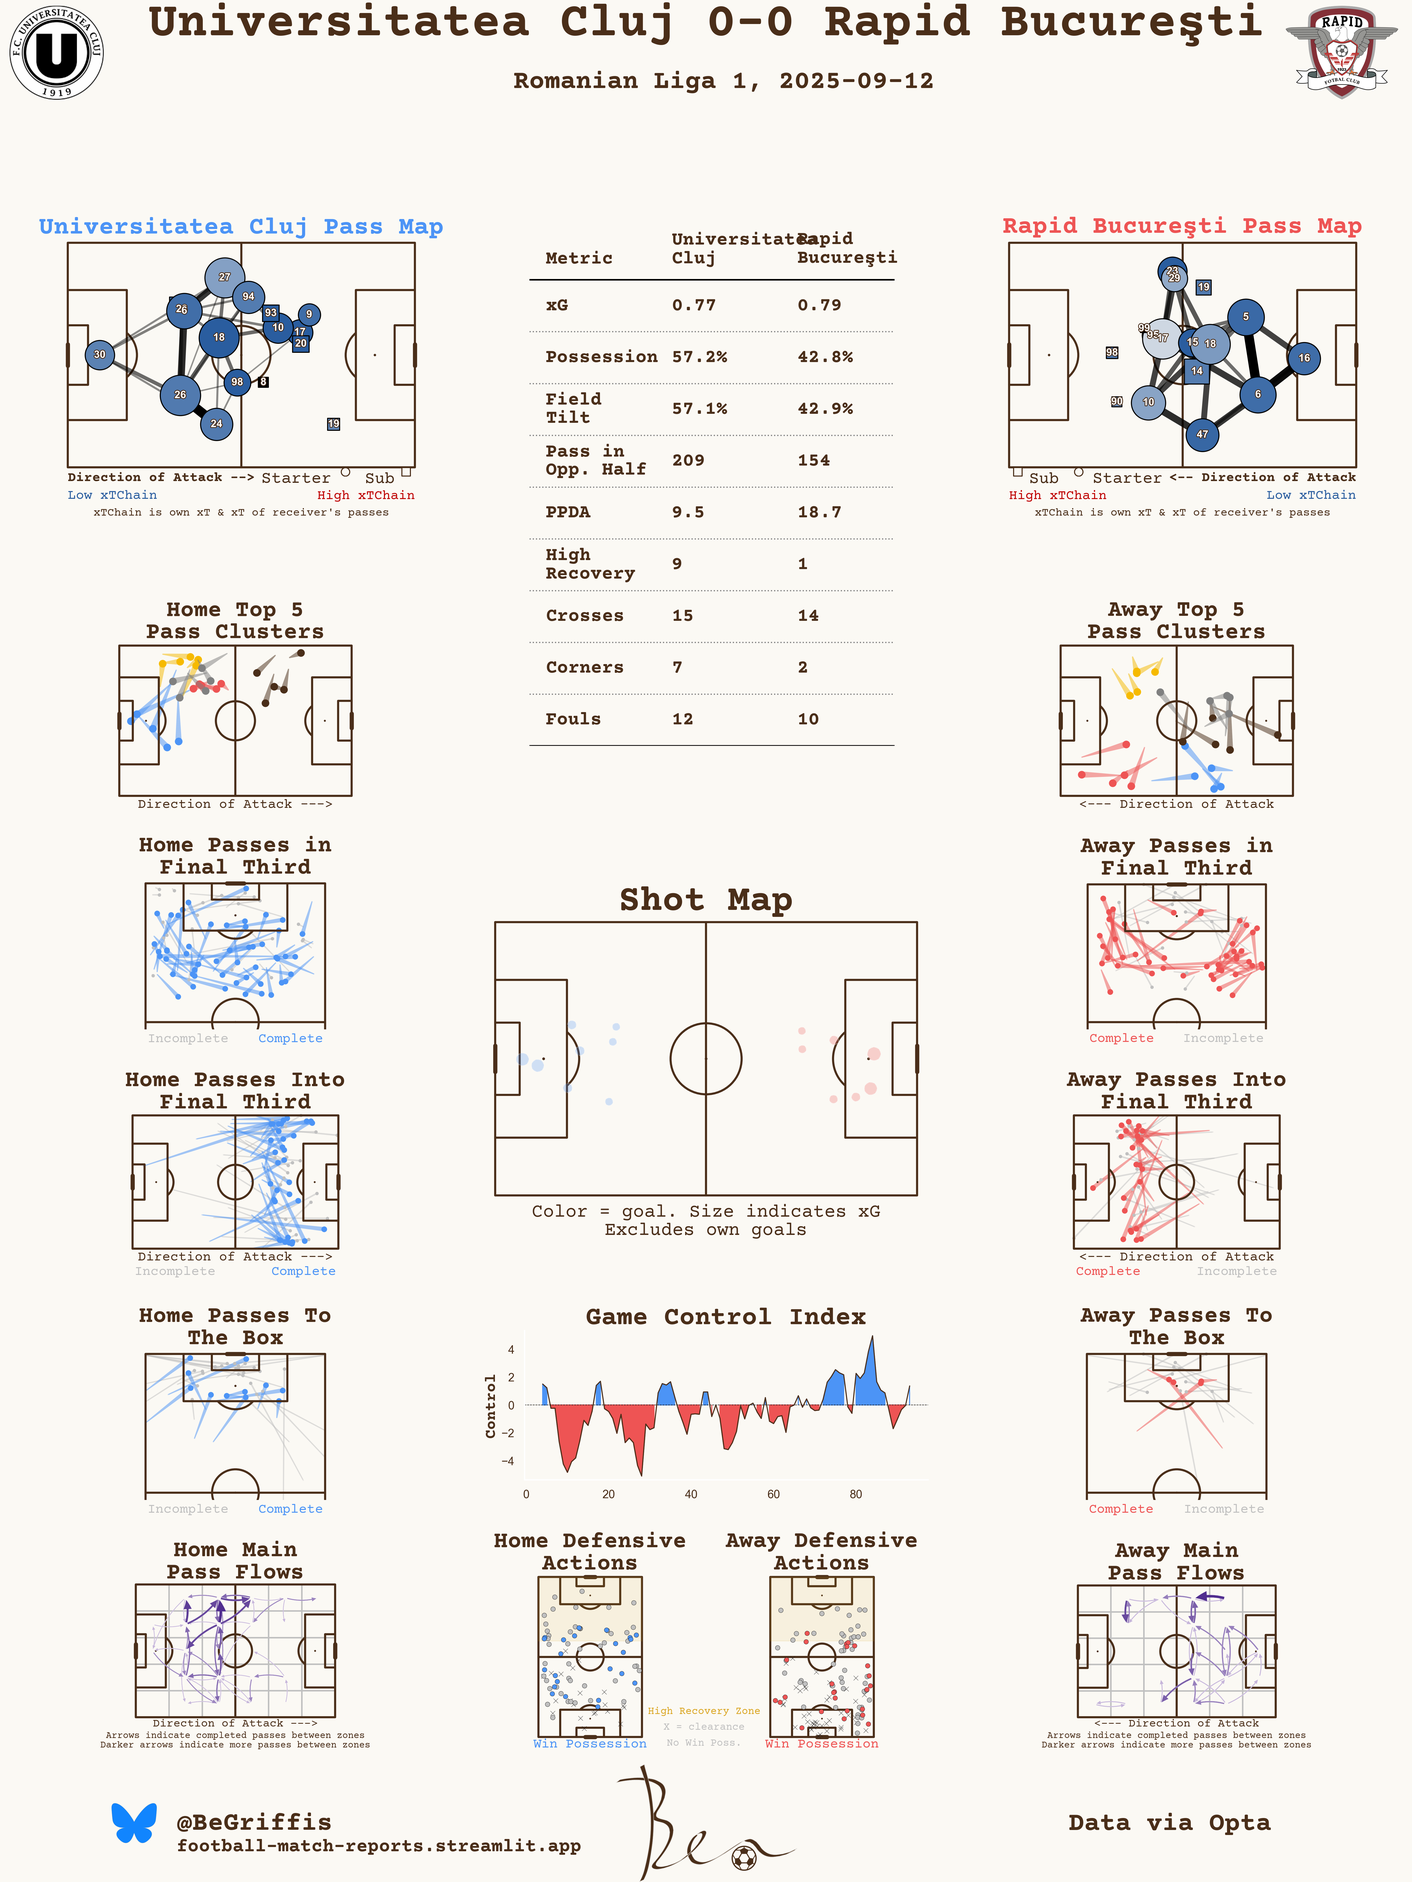 Universitatea Cluj 0-0 Rapid Bucureşti
Romanian Liga 1, 2025-09-12
F.C. UNIVERSITATEA CLUJ
U
1919
RAPID
1923
FOTBAL CLUB
Universitatea Cluj Pass Map
27
94
26
6
93
9
10
17
20
18
30
98
8
26
24
19
Direction of Attack --> Starter Sub
Low xTChain High xTChain
xTChain is own xT & xT of receiver's passes
Metric Universitatea Cluj Rapid Bucureşti
xG 0.77 0.79
Possession 57.2% 42.8%
Field Tilt 57.1% 42.9%
Pass in Opp. Half 209 154
PPDA 9.5 18.7
High Recovery 9 1
Crosses 15 14
Corners 7 2
Fouls 12 10
Rapid Bucureşti Pass Map
23
29
19
5
99
95
17
15
18
98
16
14
90
10
6
47
Sub Starter <-- Direction of Attack
High xTChain Low xTChain
xTChain is own xT & xT of receiver's passes
Home Top 5
Pass Clusters
Direction of Attack --->
Away Top 5
Pass Clusters
<--- Direction of Attack
Home Passes in
Final Third
Incomplete Complete
Away Passes in
Final Third
Complete Incomplete
Shot Map
Color = goal. Size indicates xG
Excludes own goals
Home Passes Into
Final Third
Direction of Attack --->
Incomplete Complete
Away Passes Into
Final Third
<--- Direction of Attack
Complete Incomplete
Home Passes To
The Box
Incomplete Complete
Game Control Index
Control
4
2
0
−2
−4
0 20 40 60 80
Away Passes To
The Box
Complete Incomplete
Home Main
Pass Flows
Direction of Attack --->
Arrows indicate completed passes between zones
Darker arrows indicate more passes between zones
Home Defensive
Actions
Win Possession
High Recovery Zone
X = clearance
No Win Poss.
Away Defensive
Actions
Win Possession
Away Main
Pass Flows
<--- Direction of Attack
Arrows indicate completed passes between zones
Darker arrows indicate more passes between zones
@BeGriffis
football-match-reports.streamlit.app
Ben
Data via Opta